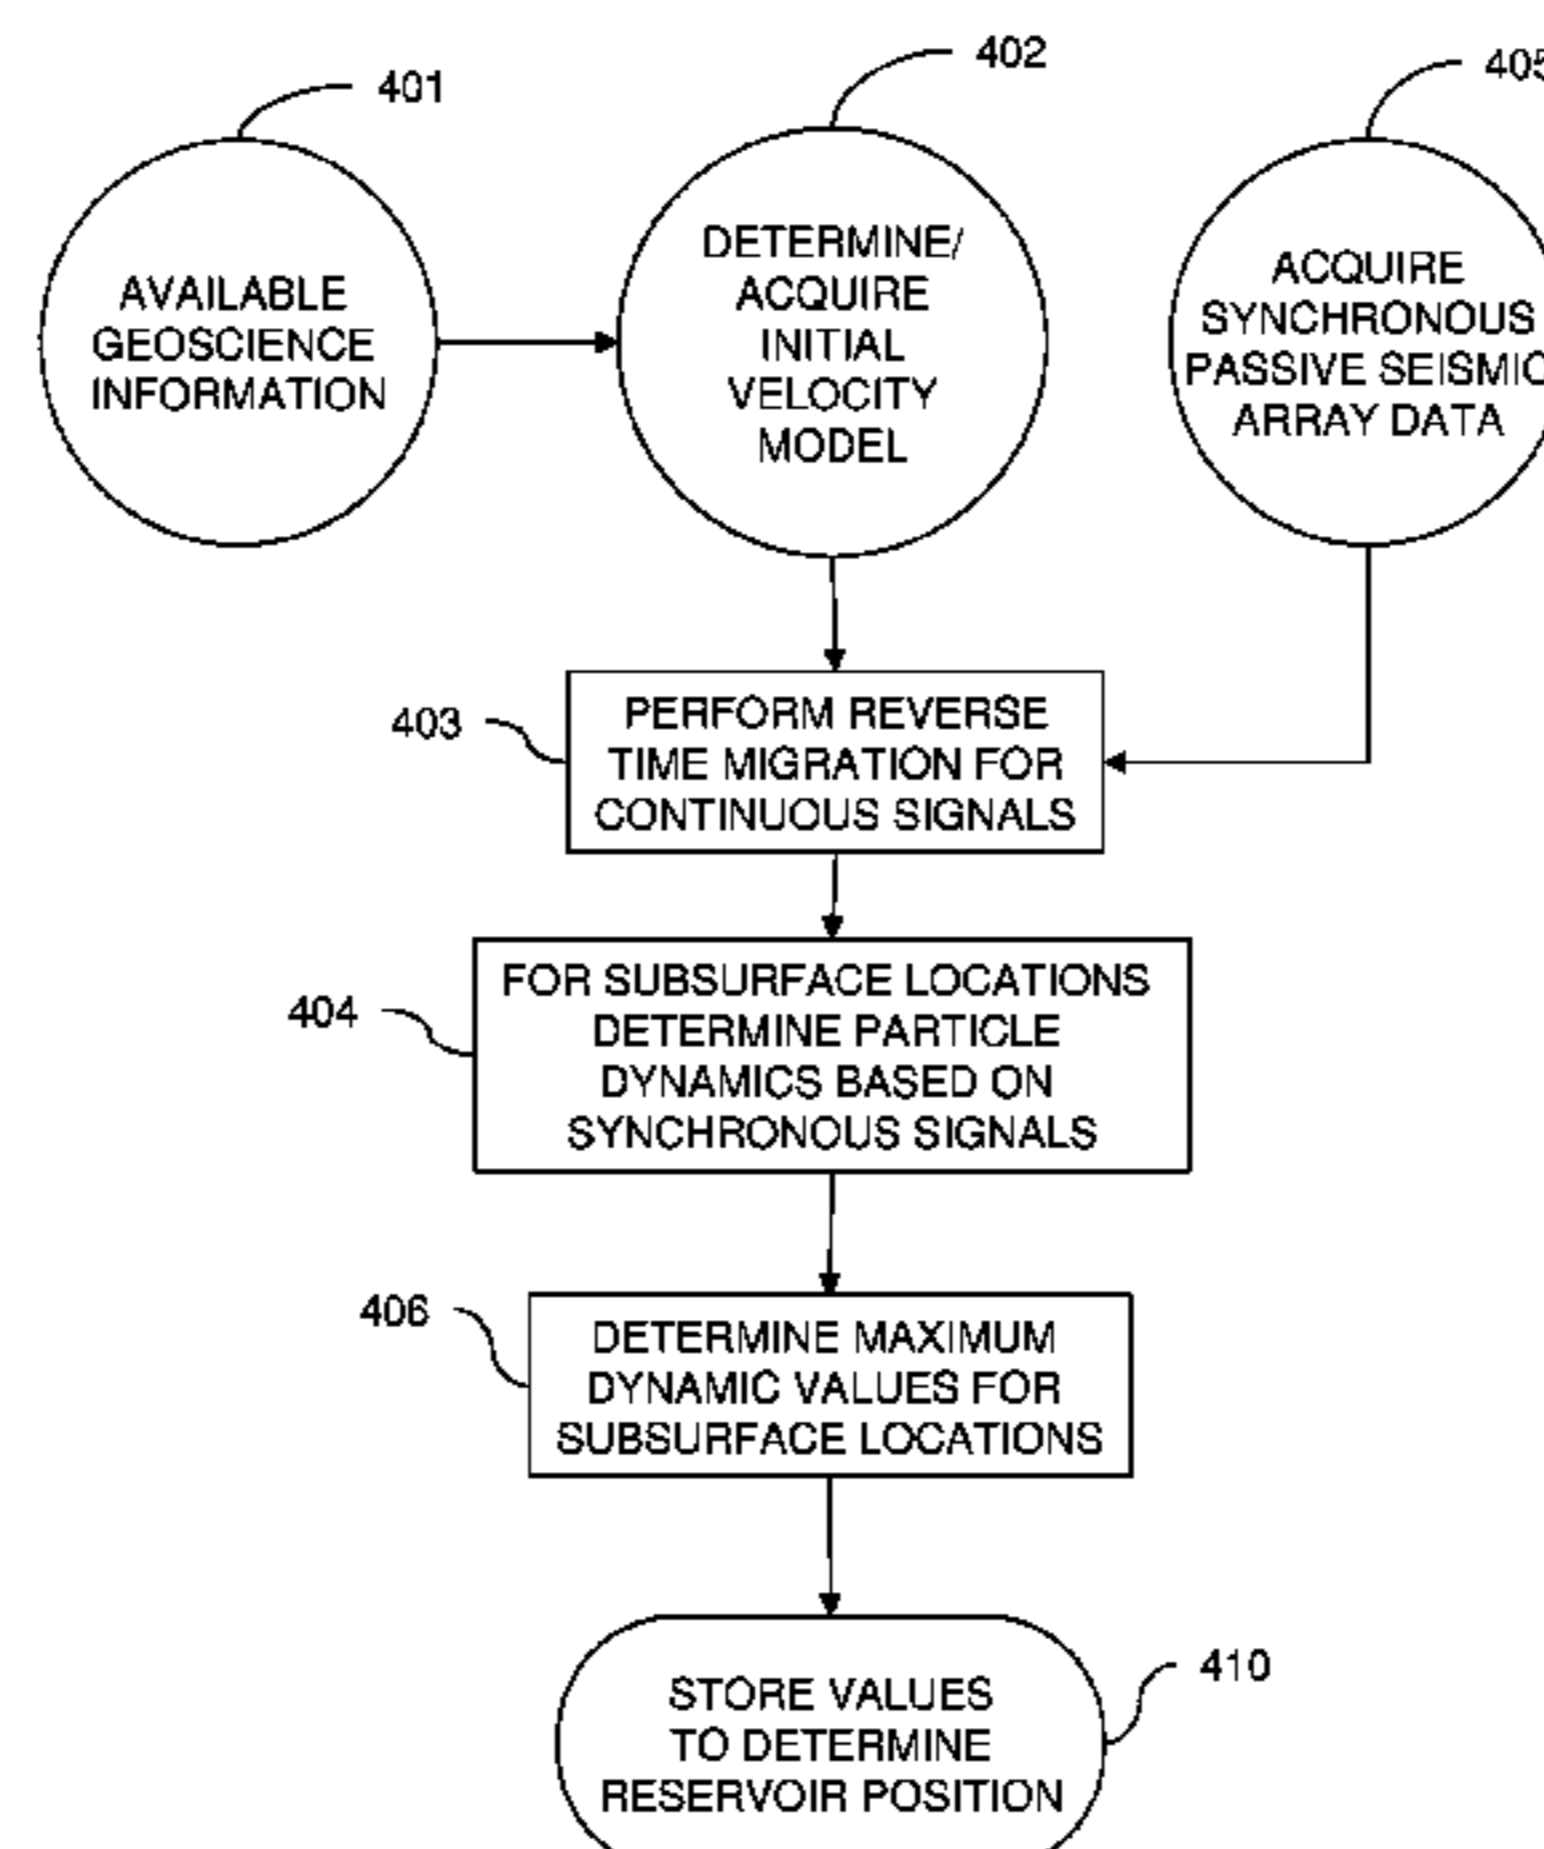 401
402
405
AVAILABLE
GEOSCIENCE
INFORMATION
DETERMINE/
ACQUIRE
INITIAL
VELOCITY
MODEL
ACQUIRE
SYNCHRONOUS
PASSIVE SEISMIC
ARRAY DATA
403
PERFORM REVERSE
TIME MIGRATION FOR
CONTINUOUS SIGNALS
404
FOR SUBSURFACE LOCATIONS
DETERMINE PARTICLE
DYNAMICS BASED ON
SYNCHRONOUS SIGNALS
406
DETERMINE MAXIMUM
DYNAMIC VALUES FOR
SUBSURFACE LOCATIONS
410
STORE VALUES
TO DETERMINE
RESERVOIR POSITION